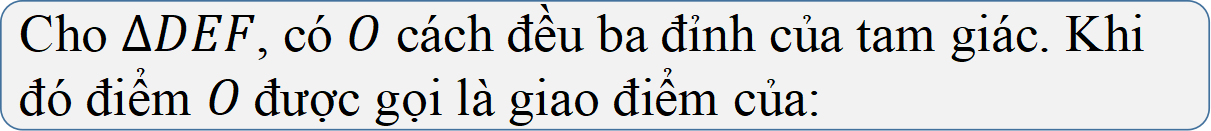 Cho Δ𝐷𝐸𝐹, có 𝑂 cách đều ba đỉnh của tam giác. Khi
đó điểm 𝑂 được gọi là giao điểm của: